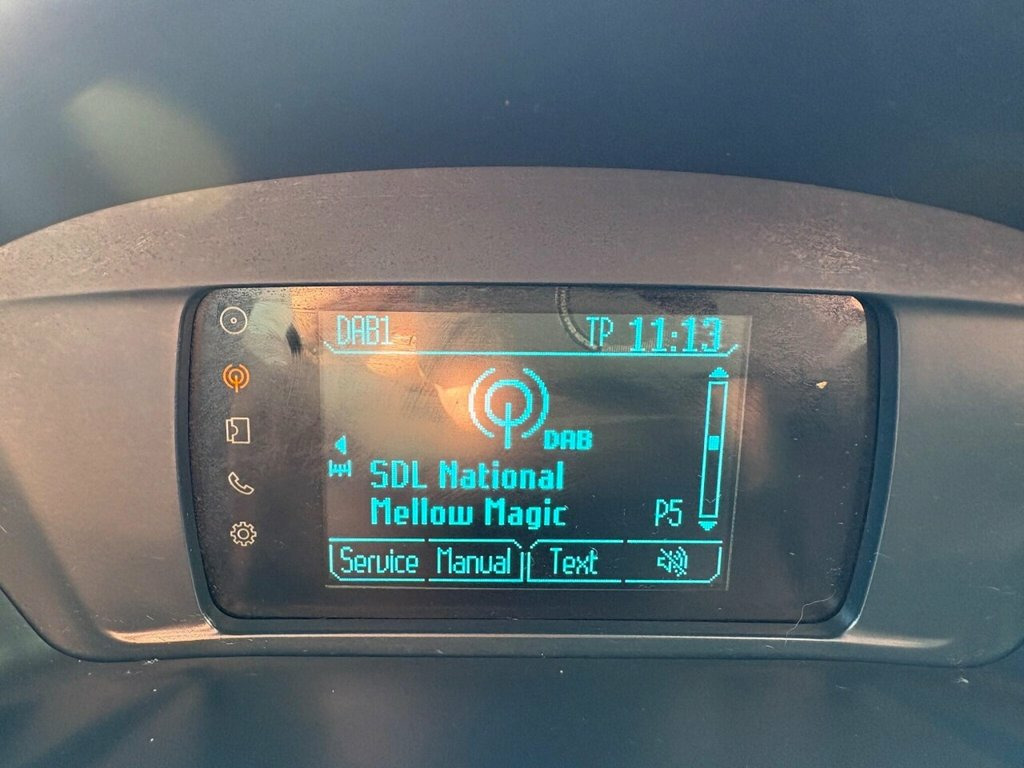 DAB1 TP 11:13
DAB
SDL National
Mellow Magic P5
Service Manual Text